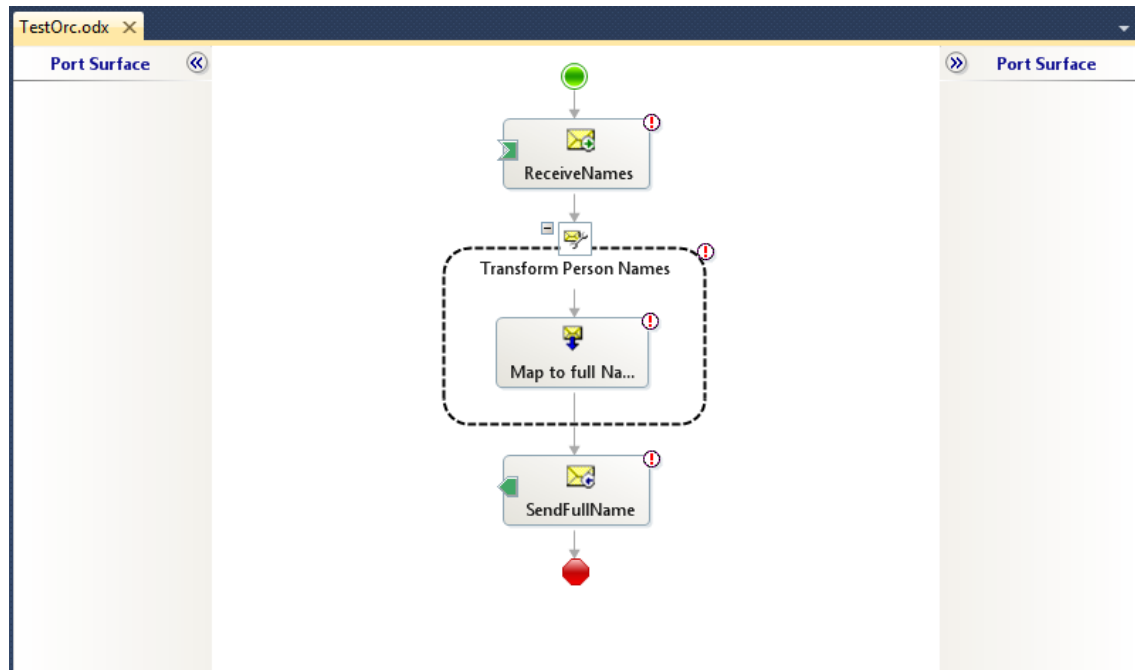 TestOrc.odx
Port Surface
Port Surface
ReceiveNames
Transform Person Names
Map to full Na...
SendFullName